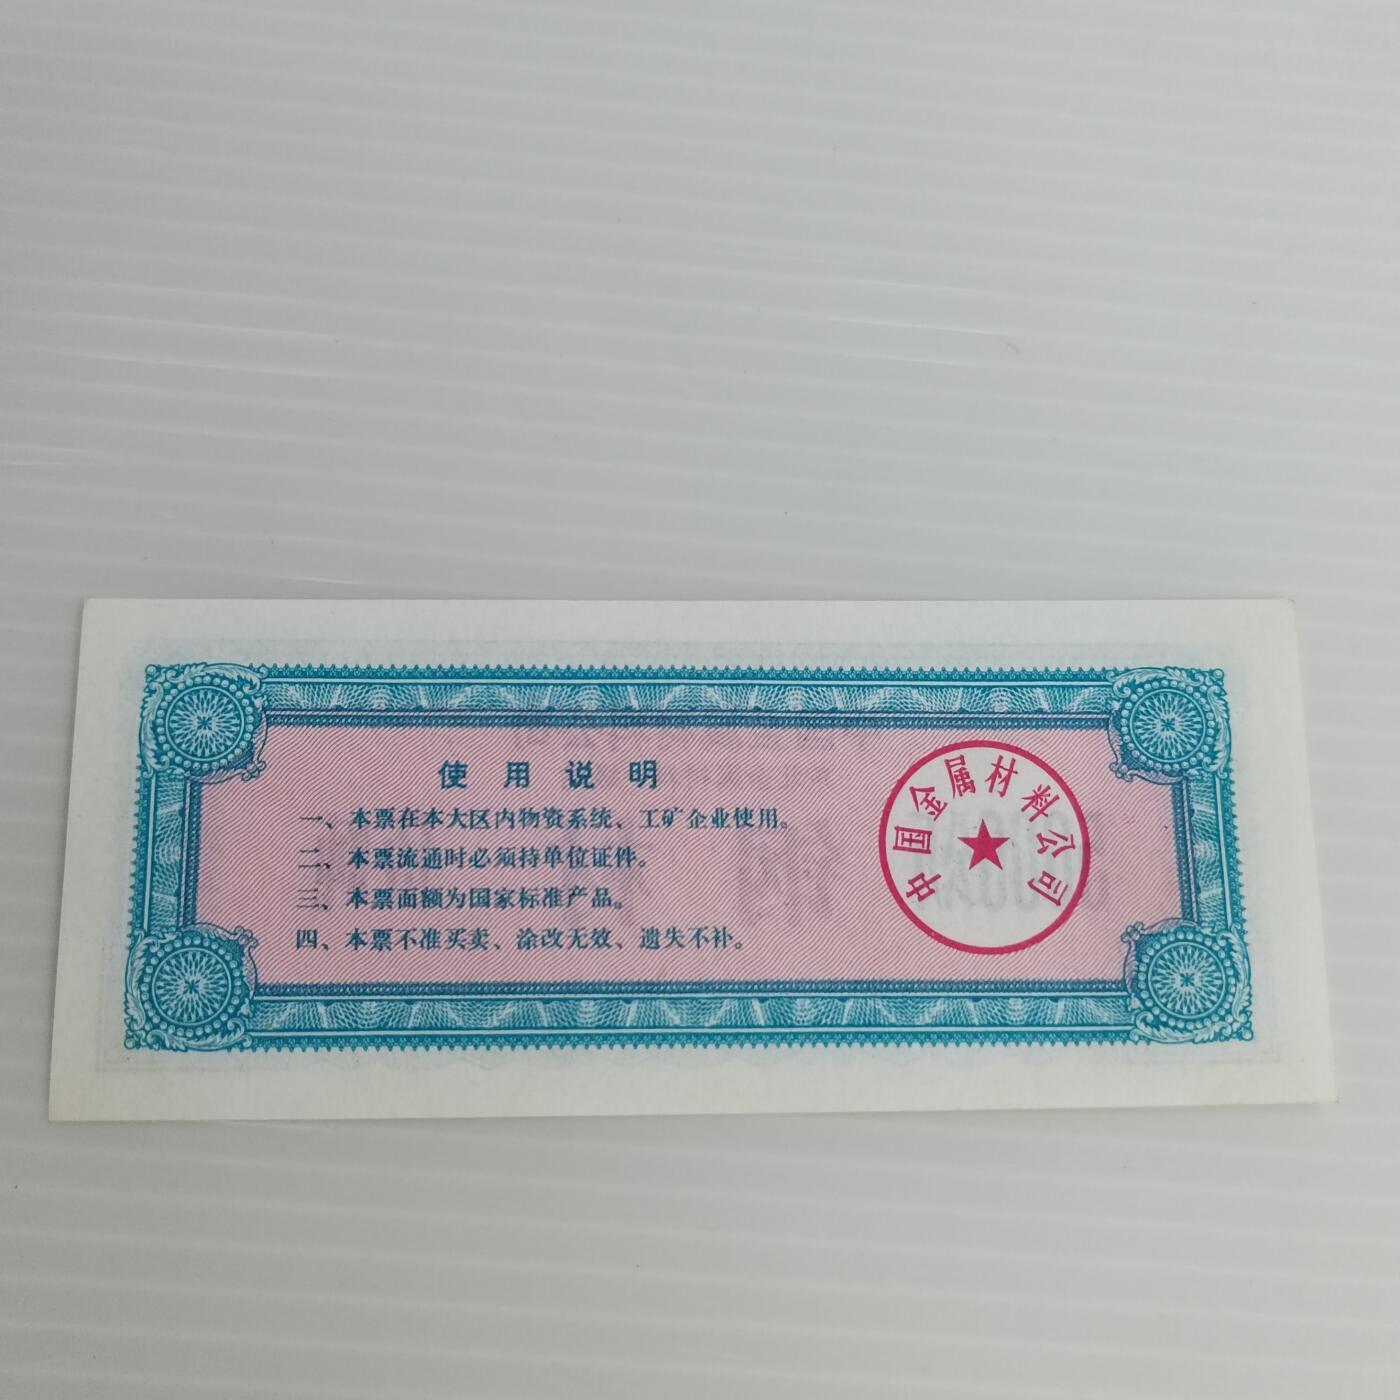 使用说明
一、本票在本大区内物资系统、工矿企业使用。
二、本票流通时必须持单位证件。
三、本票面额为国家标准产品。
四、本票不准买卖、涂改无效、遗失不补。
中国金属材料公司